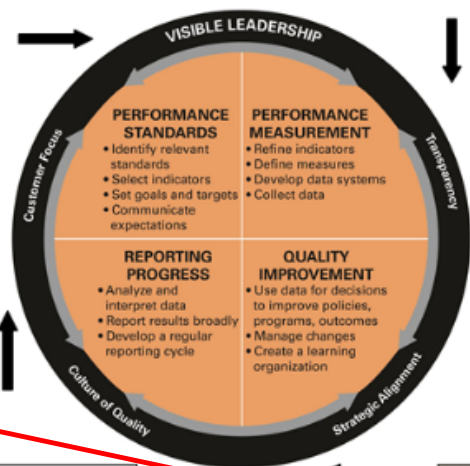 VISIBLE LEADERSHIP
Customer Focus
Transparency
PERFORMANCE
STANDARDS
• Identify relevant
standards
• Select indicators
• Set goals and targets
• Communicate
expectations
PERFORMANCE
MEASUREMENT
• Refine indicators
• Define measures
• Develop data systems
• Collect data
REPORTING
PROGRESS
• Analyze and
interpret data
• Report results broadly
• Develop a regular
reporting cycle
QUALITY
IMPROVEMENT
• Use data for decisions
to improve policies,
programs, outcomes
• Manage changes
• Create a learning
organization
Culture of Quality
Strategic Alignment